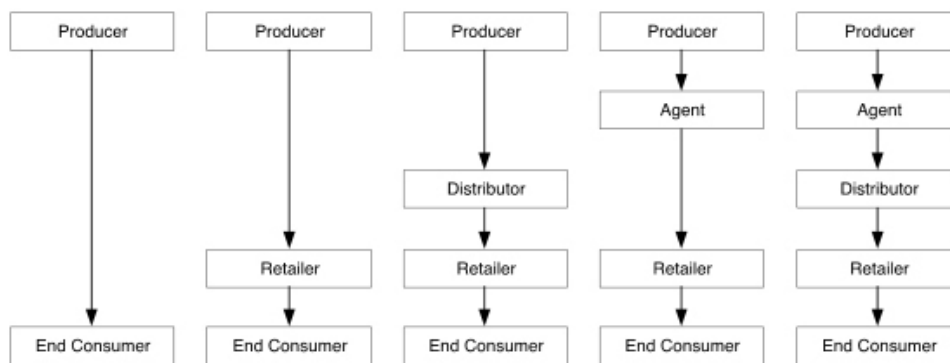 Producer Producer Producer Producer Producer
Agent Agent
Distributor Distributor
Retailer Retailer Retailer Retailer
End Consumer End Consumer End Consumer End Consumer End Consumer